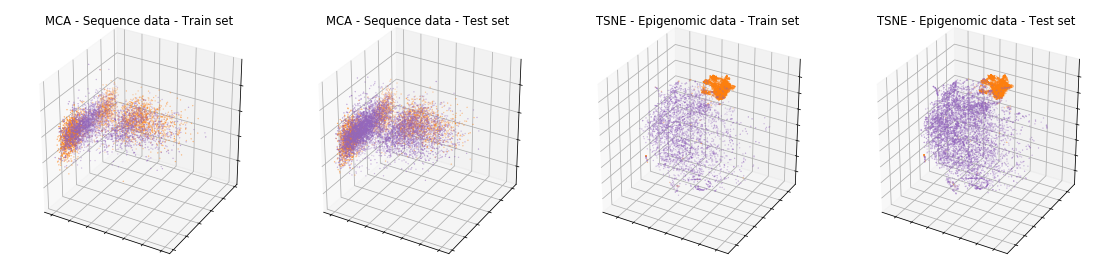 MCA - Sequence data - Train set
MCA - Sequence data - Test set
TSNE - Epigenomic data - Train set
TSNE - Epigenomic data - Test set